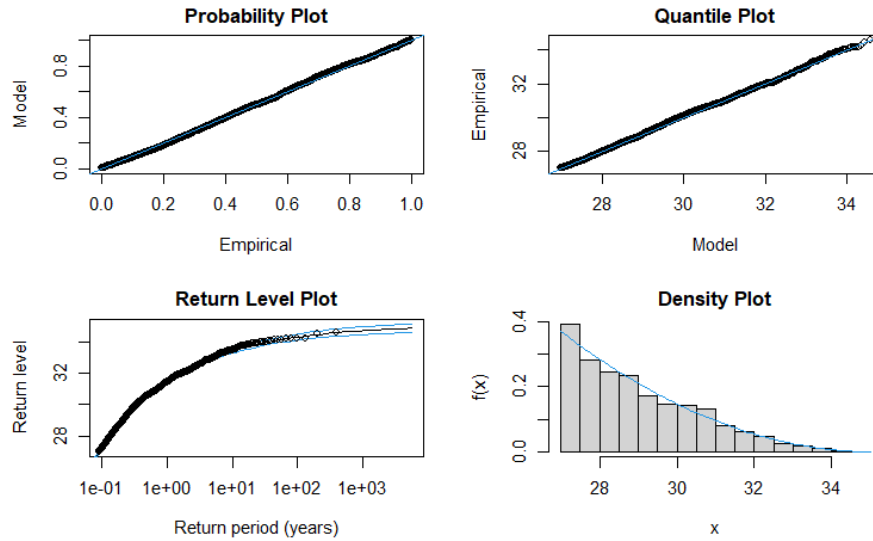 Probability Plot
Model
0.0 0.4 0.8
0.0 0.2 0.4 0.6 0.8 1.0
Empirical
Quantile Plot
Empirical
28 32
28 30 32 34
Model
Return Level Plot
Return level
28 32
1e-01 1e+00 1e+01 1e+02 1e+03
Return period (years)
Density Plot
f(x)
0.0 0.2 0.4
28 30 32 34
x